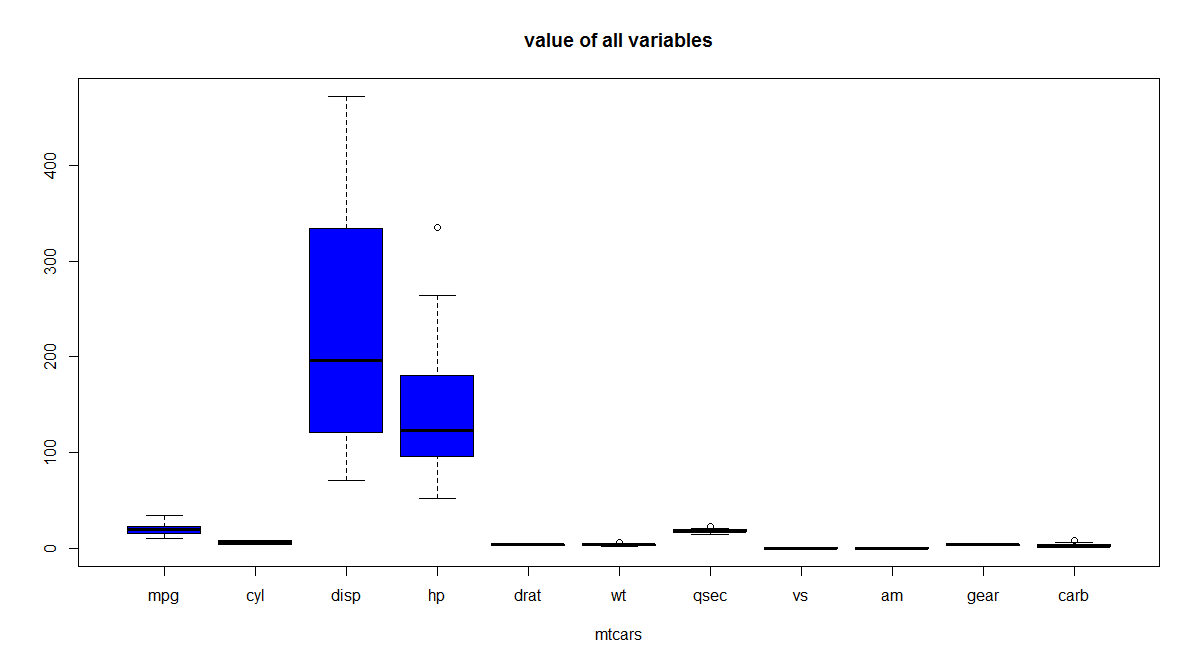 value of all variables
400
300
200
100
0
mpg cyl disp hp drat wt qsec vs am gear carb
mtcars